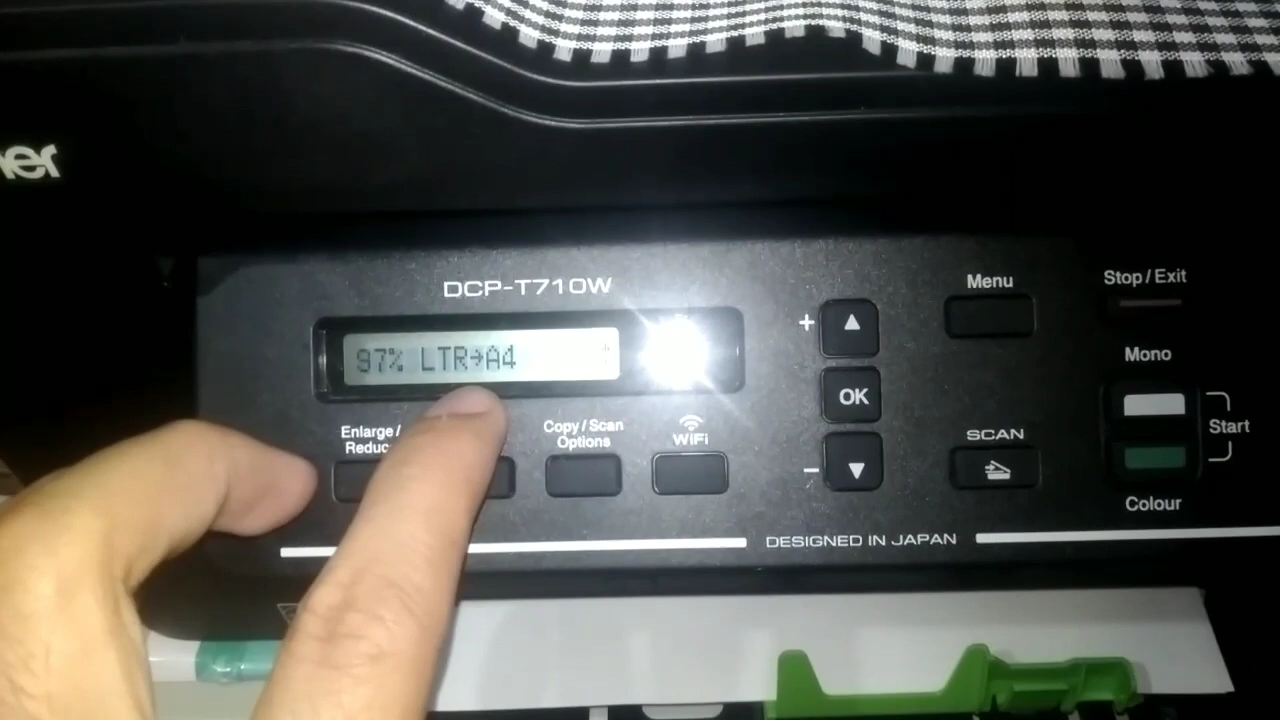 DCP-T710W
97% LTR→A4
Enlarge/
Copy/Scan
Options
WiFi
+
OK
−
Menu
SCAN
Stop/Exit
Mono
Start
Colour
DESIGNED IN JAPAN